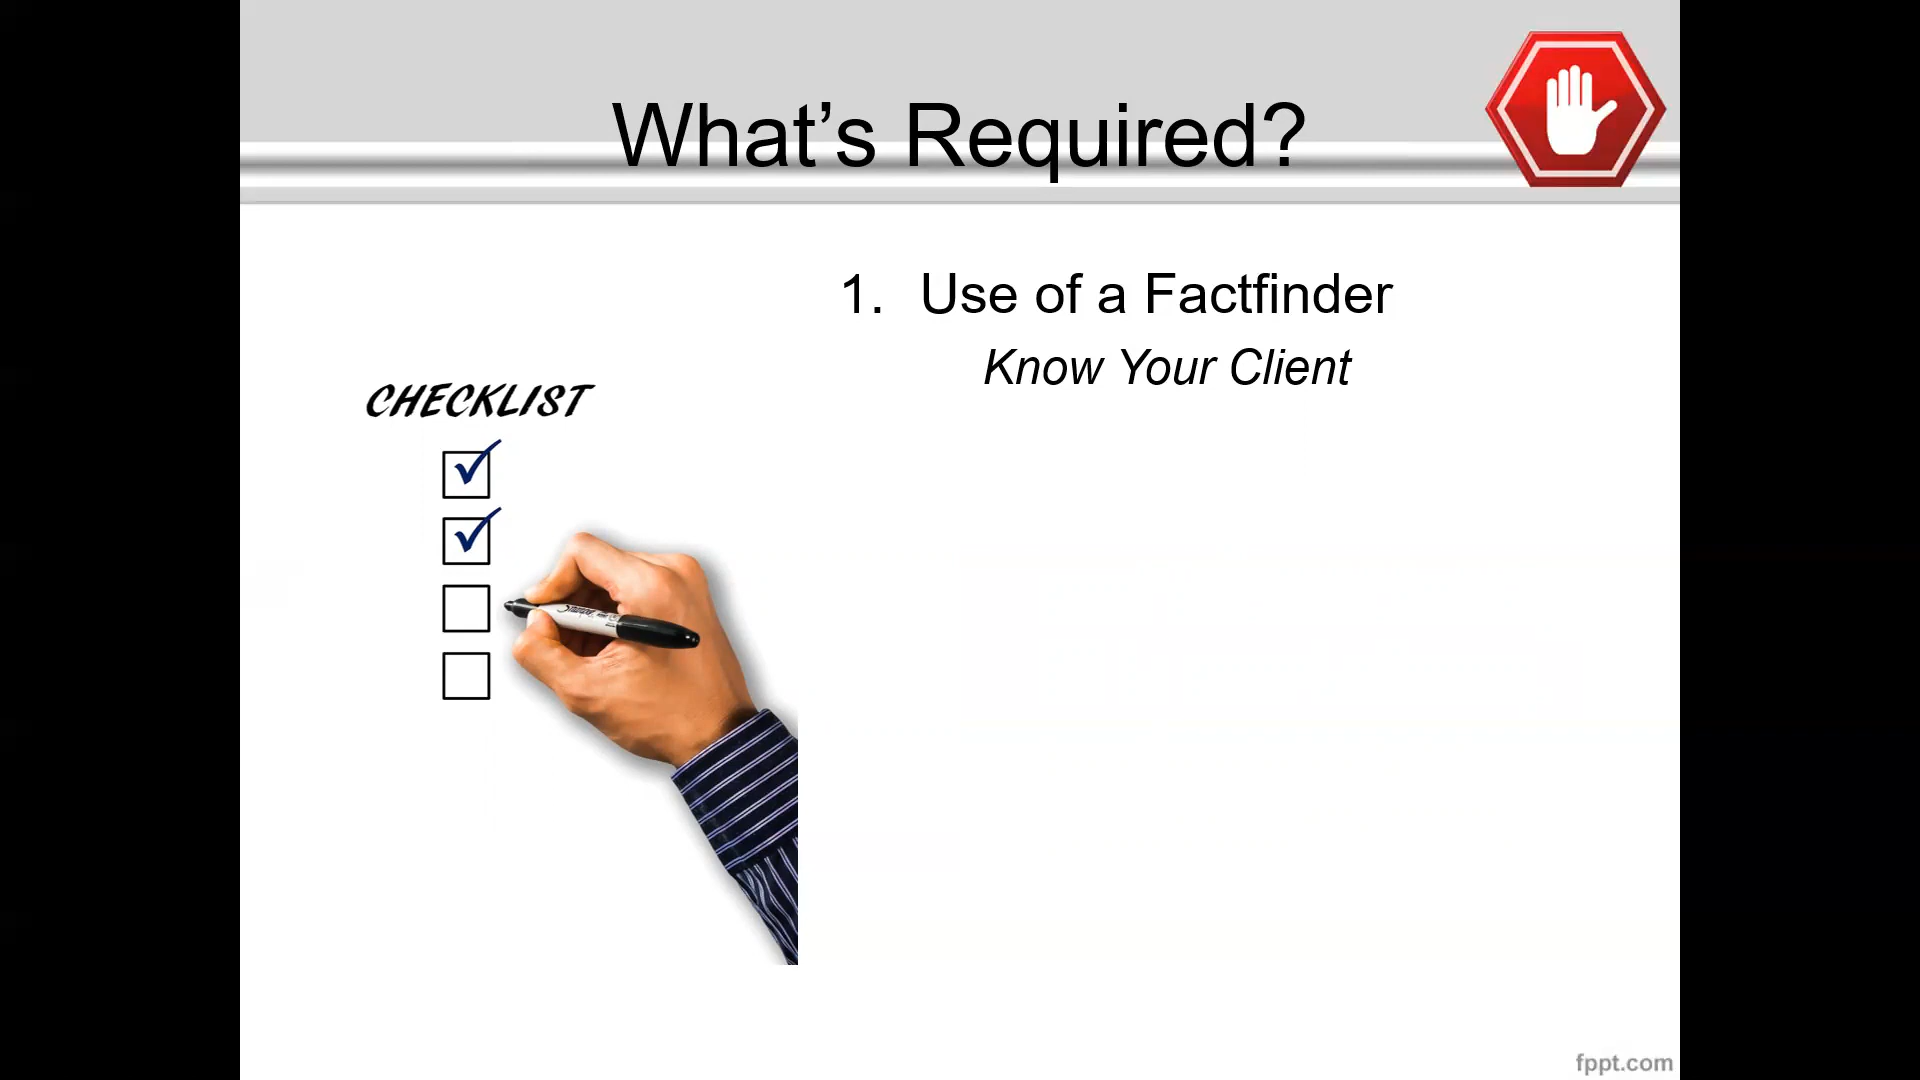 What’s Required?
1. Use of a Factfinder
Know Your Client
CHECKLIST
fppt.com